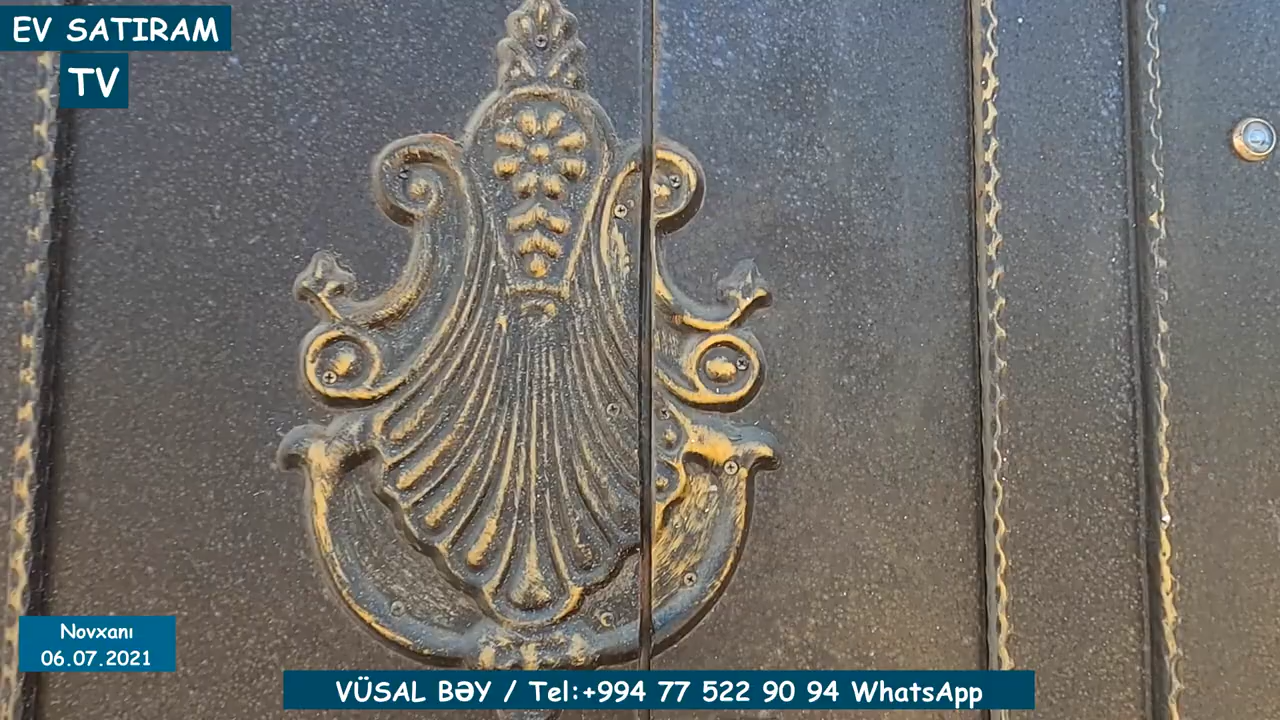 EV SATIRAM
TV
Novxanı
06.07.2021
VÜSAL BƏY / Tel:+994 77 522 90 94 WhatsApp